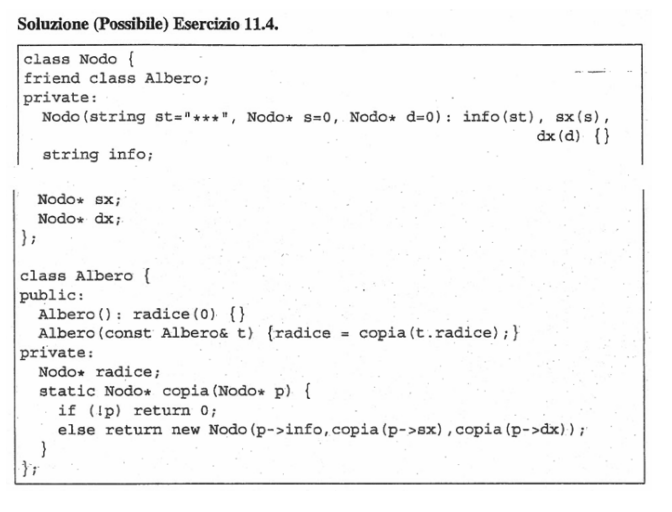 Soluzione (Possibile) Esercizio 11.4.
class Nodo {
friend class Albero;
private:
Nodo(string st="***", Nodo* s=0, Nodo* d=0): info(st), sx(s),
dx(d) {}
string info;
Nodo* sx;
Nodo* dx;
};
class Albero {
public:
Albero(): radice(0) {}
Albero(const Albero& t) {radice = copia(t.radice);}
private:
Nodo* radice;
static Nodo* copia(Nodo* p) {
if (!p) return 0;
else return new Nodo(p->info,copia(p->sx),copia(p->dx));
}
};